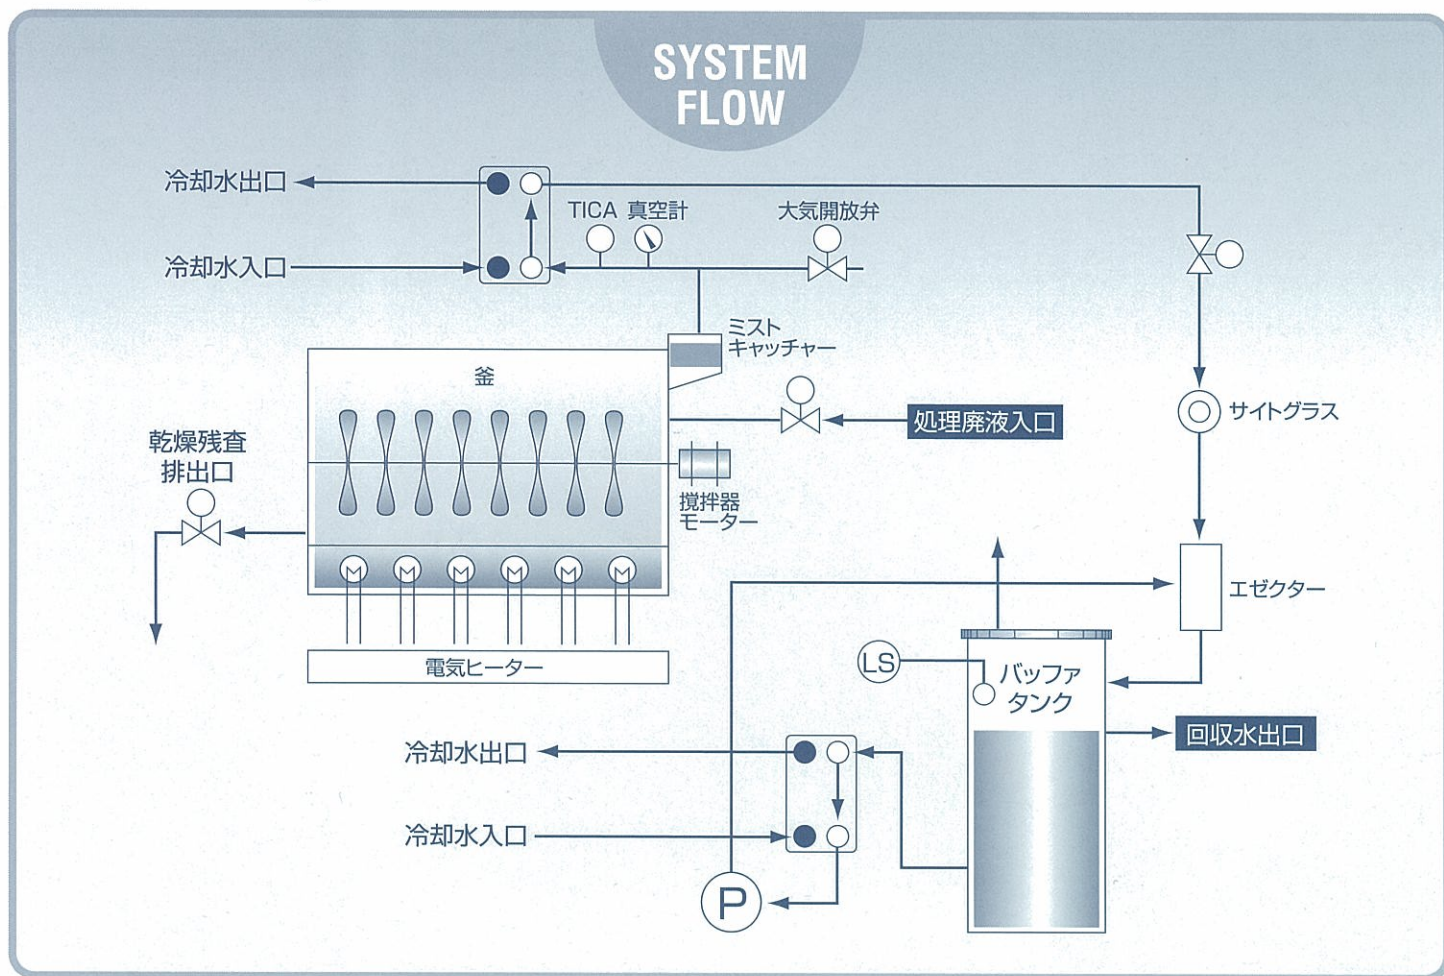 SYSTEM
FLOW
冷却水出口
TICA
真空計
大気開放弁
冷却水入口
ミスト
キャッチャー
釜
処理廃液入口
サイトグラス
乾燥残査
排出口
撹拌器
モーター
エゼクター
電気ヒーター
LS
バッファ
タンク
回収水出口
冷却水出口
冷却水入口
P